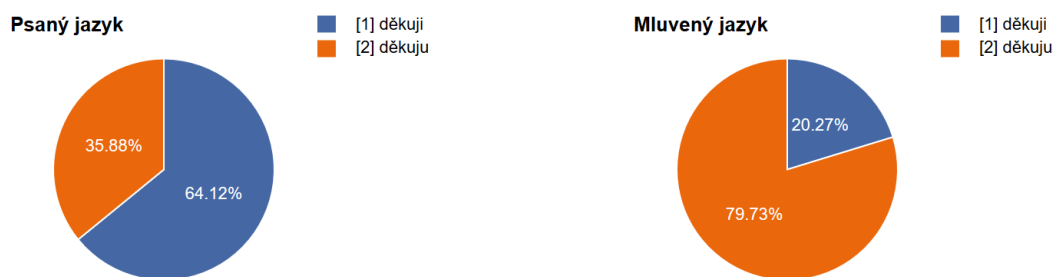 Psaný jazyk
[1] děkuji
[2] děkuju
35.88%
64.12%
Mluvený jazyk
[1] děkuji
[2] děkuju
20.27%
79.73%